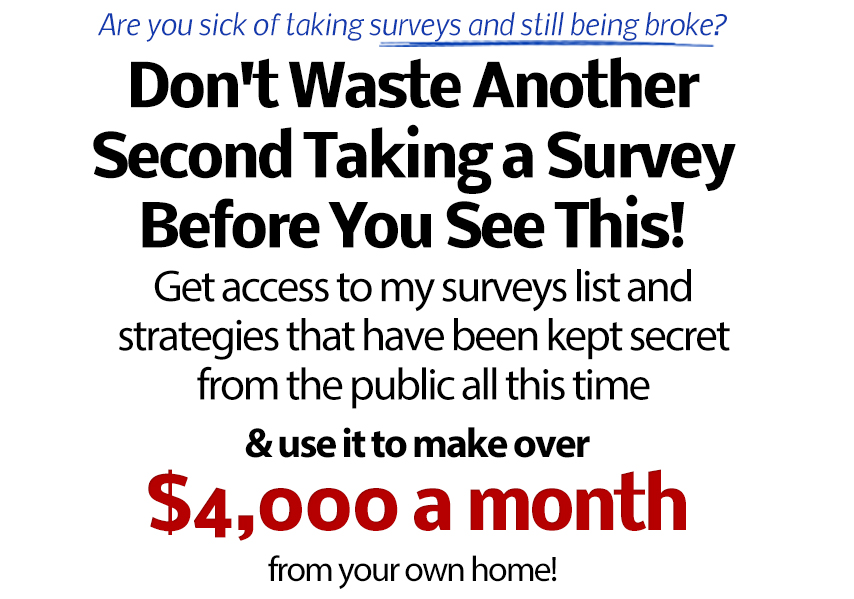 Are you sick of taking surveys and still being broke?
Don't Waste Another
Second Taking a Survey
Before You See This!
Get access to my surveys list and
strategies that have been kept secret
from the public all this time
& use it to make over
$4,000 a month
from your own home!